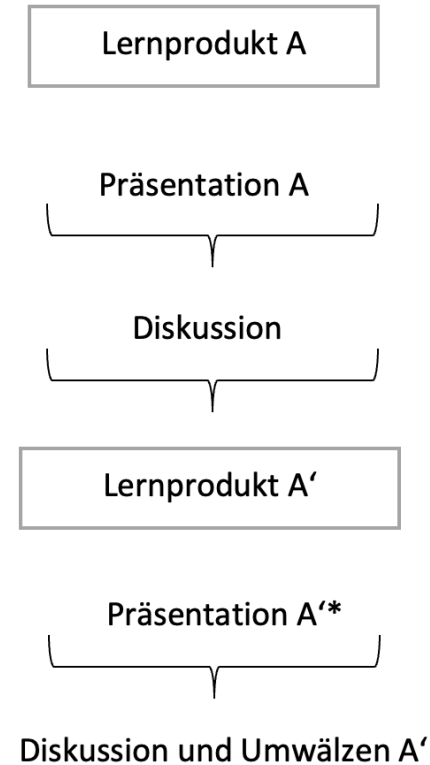 Lernprodukt A
Präsentation A
Diskussion
Lernprodukt A‘
Präsentation A‘*
Diskussion und Umwälzen A‘